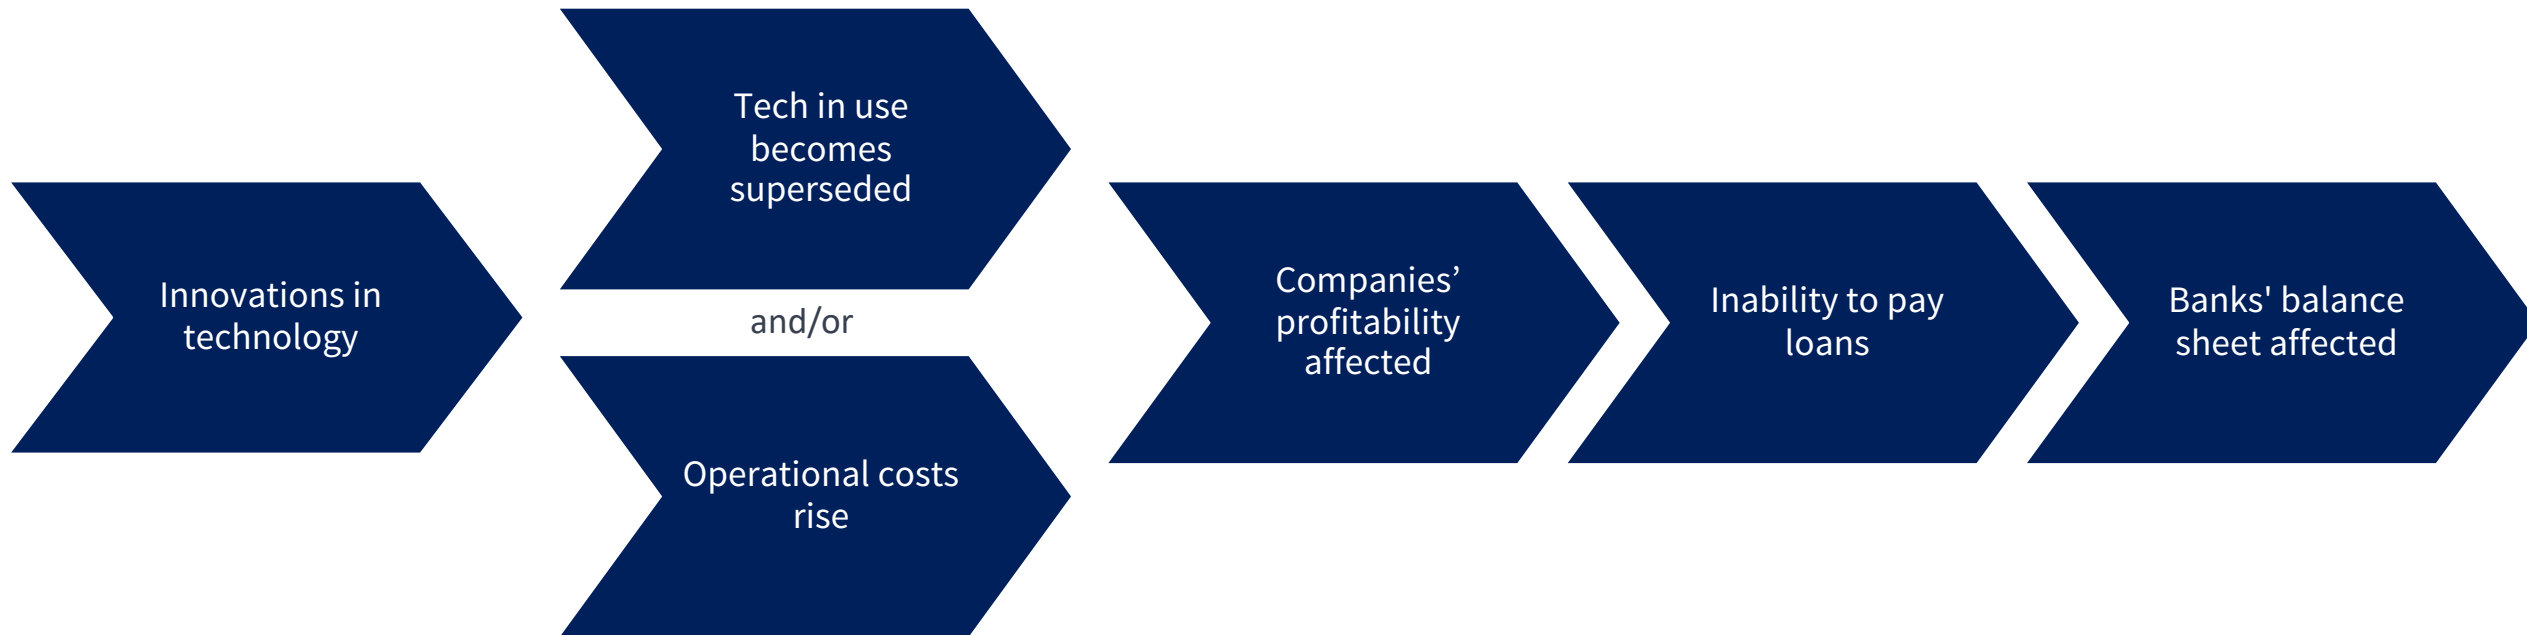 Innovations in
technology
Tech in use
becomes
superseded
and/or
Operational costs
rise
Companies’
profitability
affected
Inability to pay
loans
Banks' balance
sheet affected